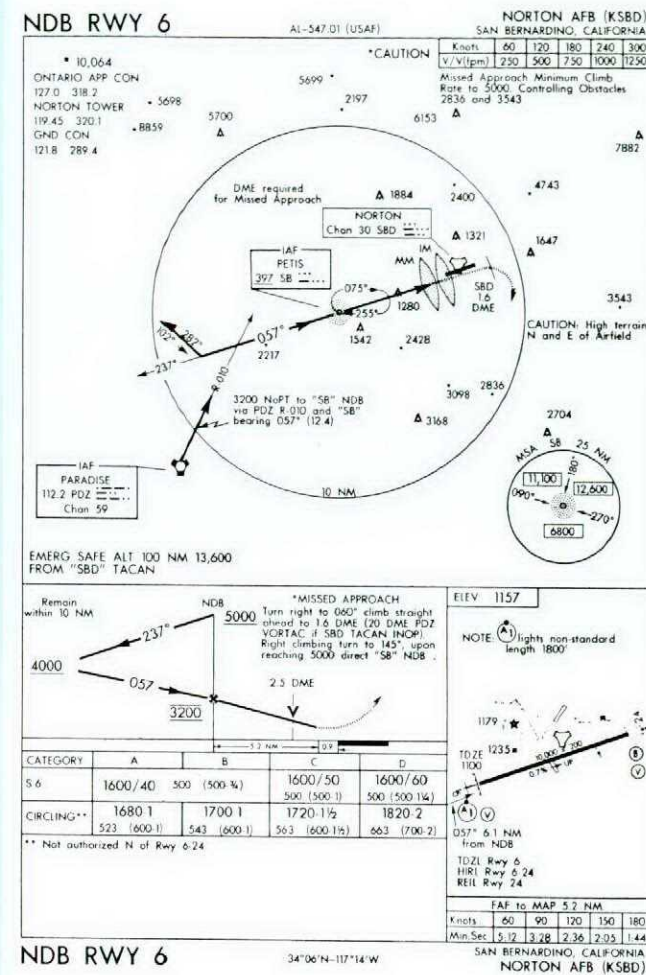 NDB RWY 6
AL-547.01 (USAF)
NORTON AFB (KSBD)
SAN BERNARDINO, CALIFORNIA
10,064
ONTARIO APP CON
127.0 318.2
NORTON TOWER
119.45 320.1
GND CON
121.8 289.4
*CAUTION
Knots 60 120 180 240 300
V/V(fpm) 250 500 750 1000 1250
Missed Approach Minimum Climb
Rate to 5000. Controlling Obstacles
2836 and 3543
5698
8859
5700
5699
2197
6153
7882
DME required
for Missed Approach
1884
2400
4743
NORTON
Chan 30 SBD
1321
1647
IAF
PETIS
397 SB
IM
MM
075°
255°
1280
SBD
1.6
DME
3543
CAUTION: High terrain
N and E of Airfield
1542
2428
057°
287°
102°
237°
2217
R-010
3200 NoPT to "SB" NDB
via PDZ R-010 and "SB"
bearing 057° (12.4)
3098
2836
3168
2704
IAF
PARADISE
112.2 PDZ
Chan 59
10 NM
MSA SB 25 NM
11,100
180°
12,600
090°
270°
6800
EMERG SAFE ALT 100 NM 13,600
FROM "SBD" TACAN
Remain
within 10 NM
NDB
5000
237°
4000
057
3200
*MISSED APPROACH
Turn right to 060° climb straight
ahead to 1.6 DME (20 DME PDZ
VORTAC if SBD TACAN INOP).
Right climbing turn to 145°, upon
reaching 5000 direct "SB" NDB.
2.5 DME
5.2 NM
0.9
ELEV 1157
NOTE: A1 lights non-standard
length 1800'
1179
1235
TDZE
1100
10,000 X 200
0.7% UP
24
A1
V
B
V
057° 6.1 NM
from NDB
TDZL Rwy 6
HIRL Rwy 6-24
REIL Rwy 24
CATEGORY A B C D
S 6 1600/40 500 (500-¾) 1600/50 500 (500-1) 1600/60 500 (500-1¼)
CIRCLING** 1680-1 523 (600-1) 1700-1 543 (600-1) 1720-1½ 563 (600-1½) 1820-2 663 (700-2)
** Not authorized N of Rwy 6-24
FAF to MAP 5.2 NM
Knots 60 90 120 150 180
Min:Sec 5:12 3:28 2:36 2:05 1:44
NDB RWY 6
34°06'N-117°14'W
SAN BERNARDINO, CALIFORNIA
NORTON AFB (KSBD)